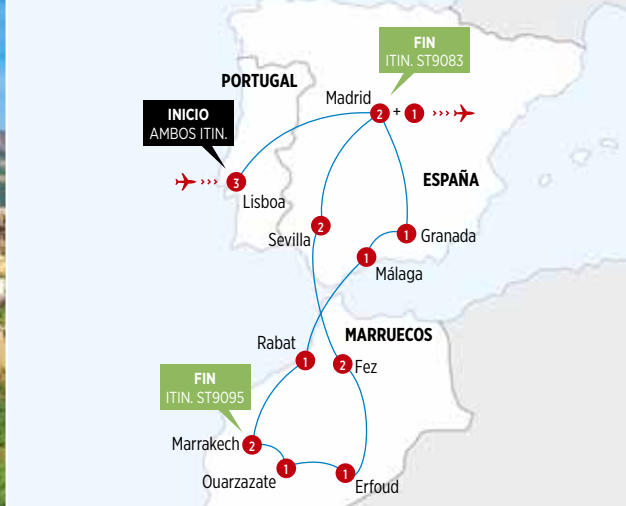 FIN
ITIN. ST9083
PORTUGAL
Madrid
2 + 1
INICIO
AMBOS ITIN.
3
Lisboa
ESPAÑA
Sevilla
2
1
Granada
1
Málaga
Rabat
1
MARRUECOS
2
Fez
FIN
ITIN. ST9095
Marrakech
2
Ouarzazate
1
1
Erfoud